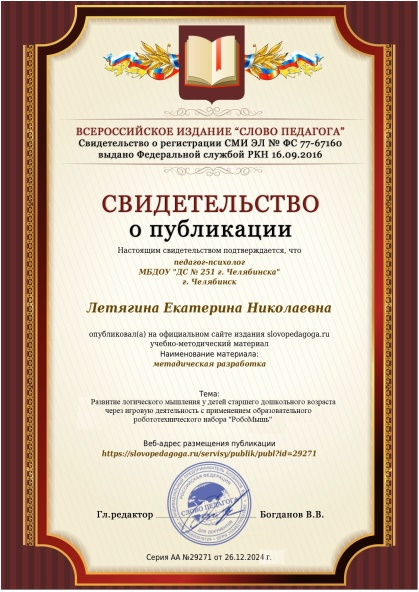 ВСЕРОССИЙСКОЕ ИЗДАНИЕ “СЛОВО ПЕДАГОГА”
Свидетельство о регистрации СМИ ЭЛ № ФС 77-67160
выдано Федеральной службой РКН 16.09.2016
СВИДЕТЕЛЬСТВО
о публикации
Настоящим свидетельством подтверждается, что
педагог-психолог
МБДОУ "ДС № 251 г. Челябинска"
г. Челябинск
Летягина Екатерина Николаевна
опубликовал(а) на официальном сайте издания slovopedagoga.ru
учебно-методический материал
Наименование материала:
метадическая разработка
Тема:
Развитие логического мышления у детей старшего дошкольного возраста
через игровую деятельность с применением образовательного
робототехнического набора "РобоМышь"
Веб-адрес размещения публикации
https://slovopedagoga.ru/servisy/publik/publ?id=29271
СЛОВО ПЕДАГОГА
Гл.редактор Богданов В.В.
Серия АА №29271 от 26.12.2024 г.